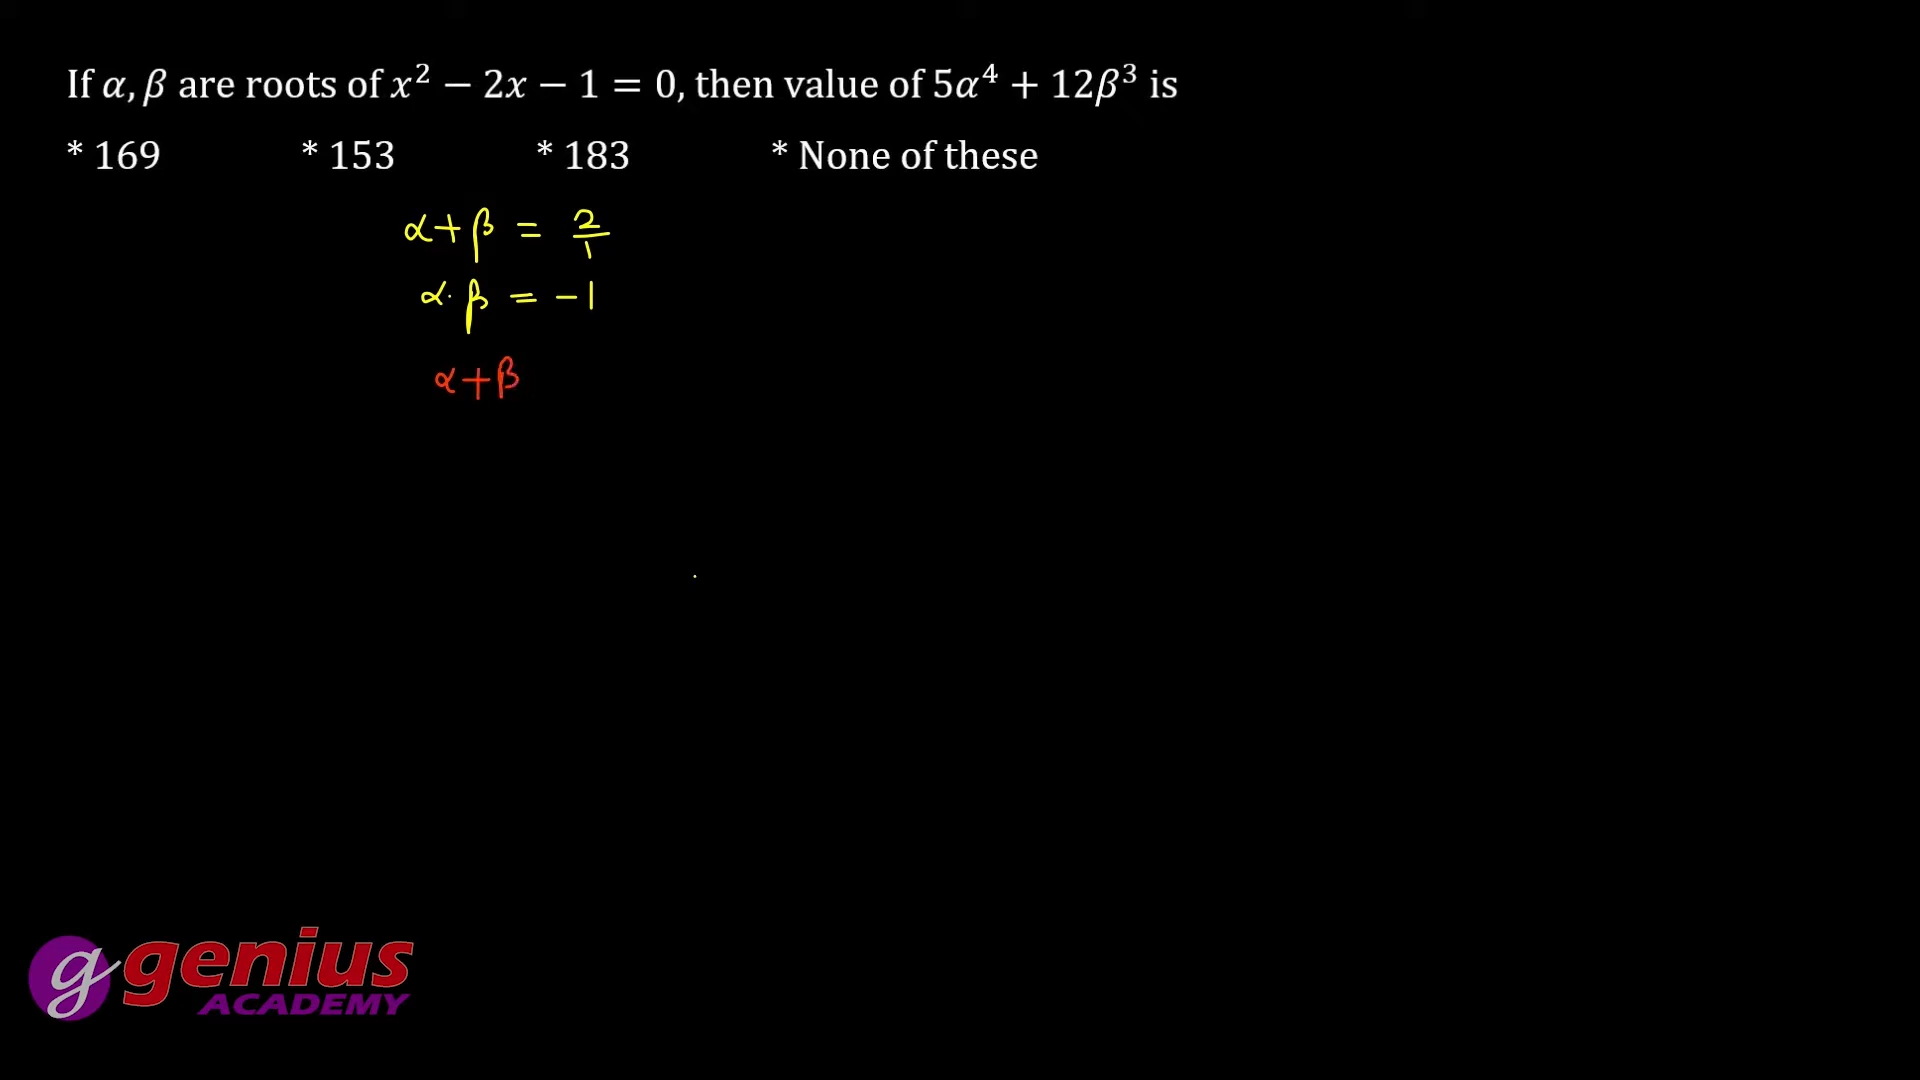 If α, β are roots of x² − 2x − 1 = 0, then value of 5α⁴ + 12β³ is
* 169 * 153 * 183 * None of these
α+β = 2/1
α·β = −1
α+β
g genius
ACADEMY